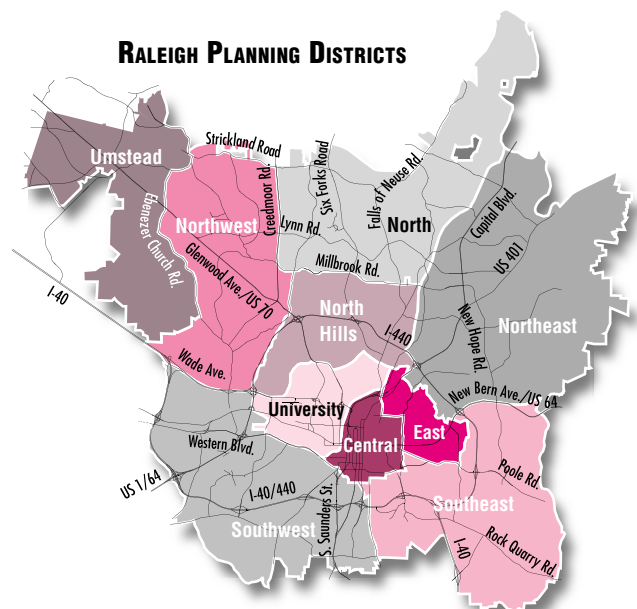 RALEIGH PLANNING DISTRICTS
Strickland Road
Umstead
Six Forks Road
Falls of Neuse Rd.
Creedmoor Rd.
Capital Blvd.
Ebenezer Church Rd.
Northwest
Lynn Rd.
North
US 401
Millbrook Rd.
Glenwood Ave./US 70
I-40
North
Hills
I-440
New Hope Rd.
Northeast
Wade Ave.
New Bern Ave./US 64
University
Western Blvd.
Central
East
Poole Rd.
US 1/64
I-40/440
S. Saunders St.
Southeast
Southwest
I-40
Rock Quarry Rd.